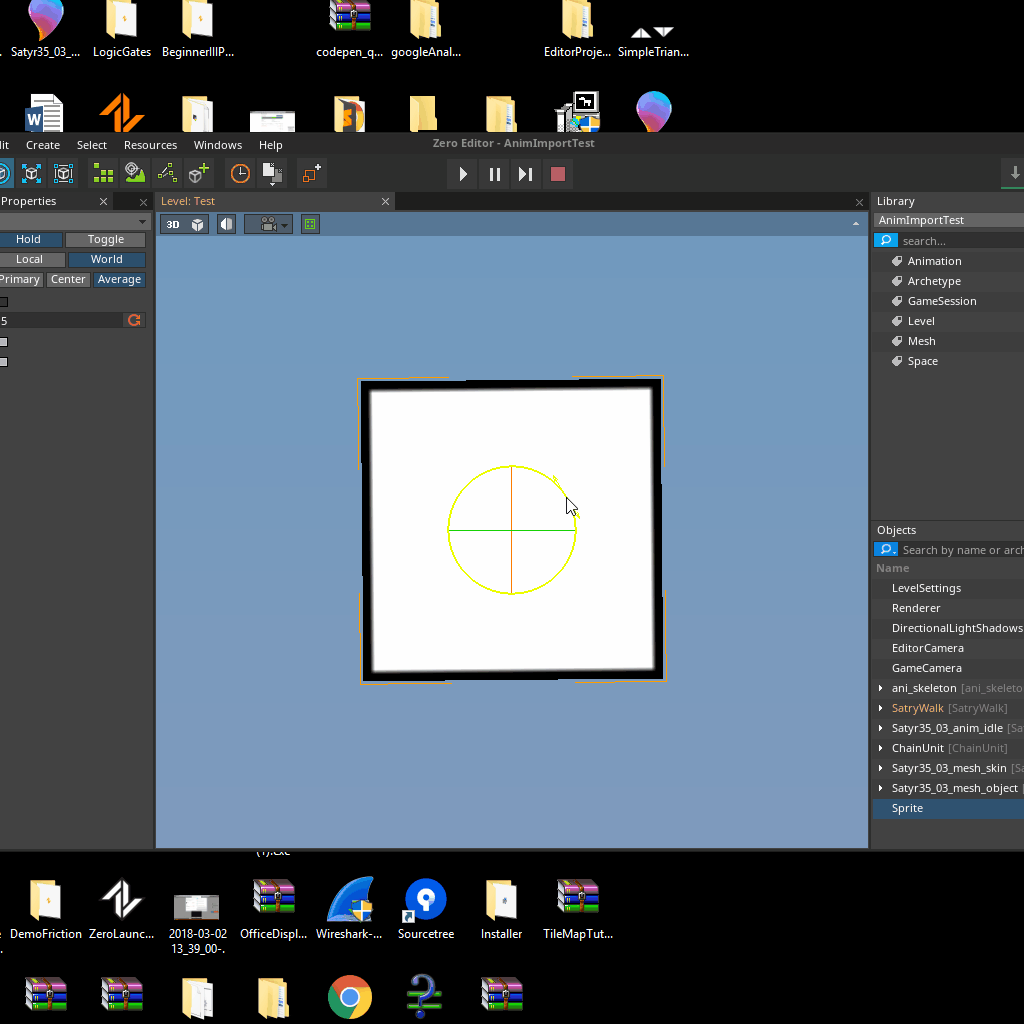 Satyr35_03_...
LogicGates
BeginnerIIIP...
codepen_q...
googleAnal...
EditorProje...
SimpleTrian...
Create Select Resources Windows Help
Zero Editor - AnimImportTest
Properties
Level: Test
Library
3D
AnimImportTest
Hold Toggle
search...
Local World
Animation
Primary Center Average
Archetype
GameSession
5
Level
Mesh
Space
Objects
Search by name or arch
Name
LevelSettings
Renderer
DirectionalLightShadows
EditorCamera
GameCamera
ani_skeleton [ani_skeleto
SatryWalk [SatryWalk]
Satyr35_03_anim_idle [Sa
ChainUnit [ChainUnit]
Satyr35_03_mesh_skin [Sa
Satyr35_03_mesh_object [
Sprite
(1).exe
DemoFriction
ZeroLaunc...
2018-03-02
13_39_00-.
OfficeDispl...
Wireshark-...
Sourcetree
Installer
TileMapTut...